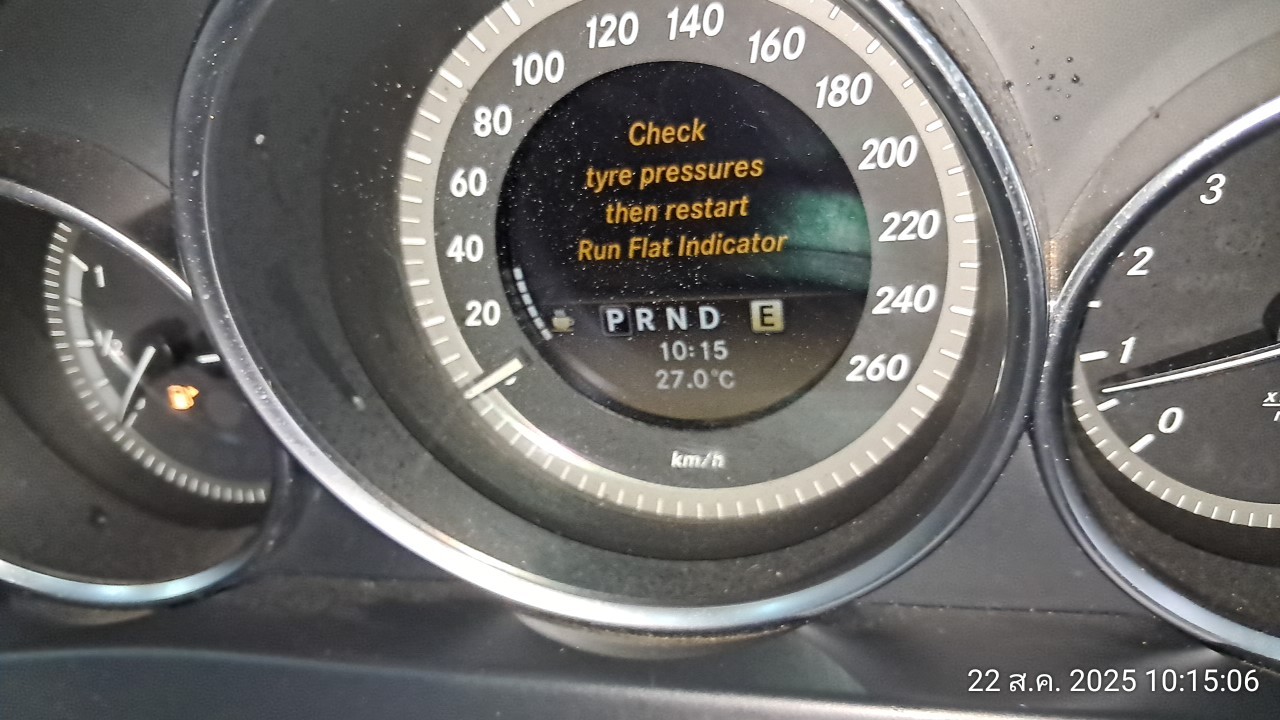 120 140
100 160
80 180
60 200
40 220
20 240
260
Check
tyre pressures
then restart
Run Flat Indicator
P R N D E
10:15
27.0°C
km/h
1
1/2
3
2
1
0
22 ส.ค. 2025 10:15:06